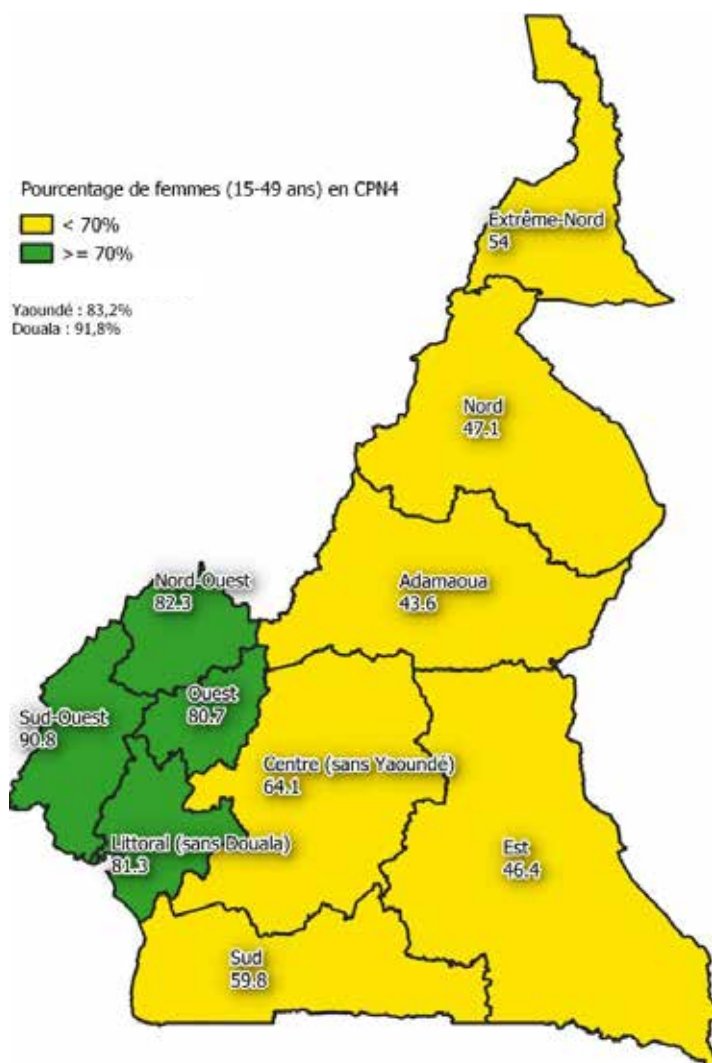 Pourcentage de femmes (15-49 ans) en CPN4
< 70%
>= 70%
Yaoundé : 83,2%
Douala : 91,8%
Extrême-Nord
54
Nord
47.1
Adamaoua
43.6
Nord-Ouest
82.3
Ouest
80.7
Sud-Ouest
90.8
Centre (sans Yaoundé)
64.1
Littoral (sans Douala)
81.3
Est
46.4
Sud
59.8